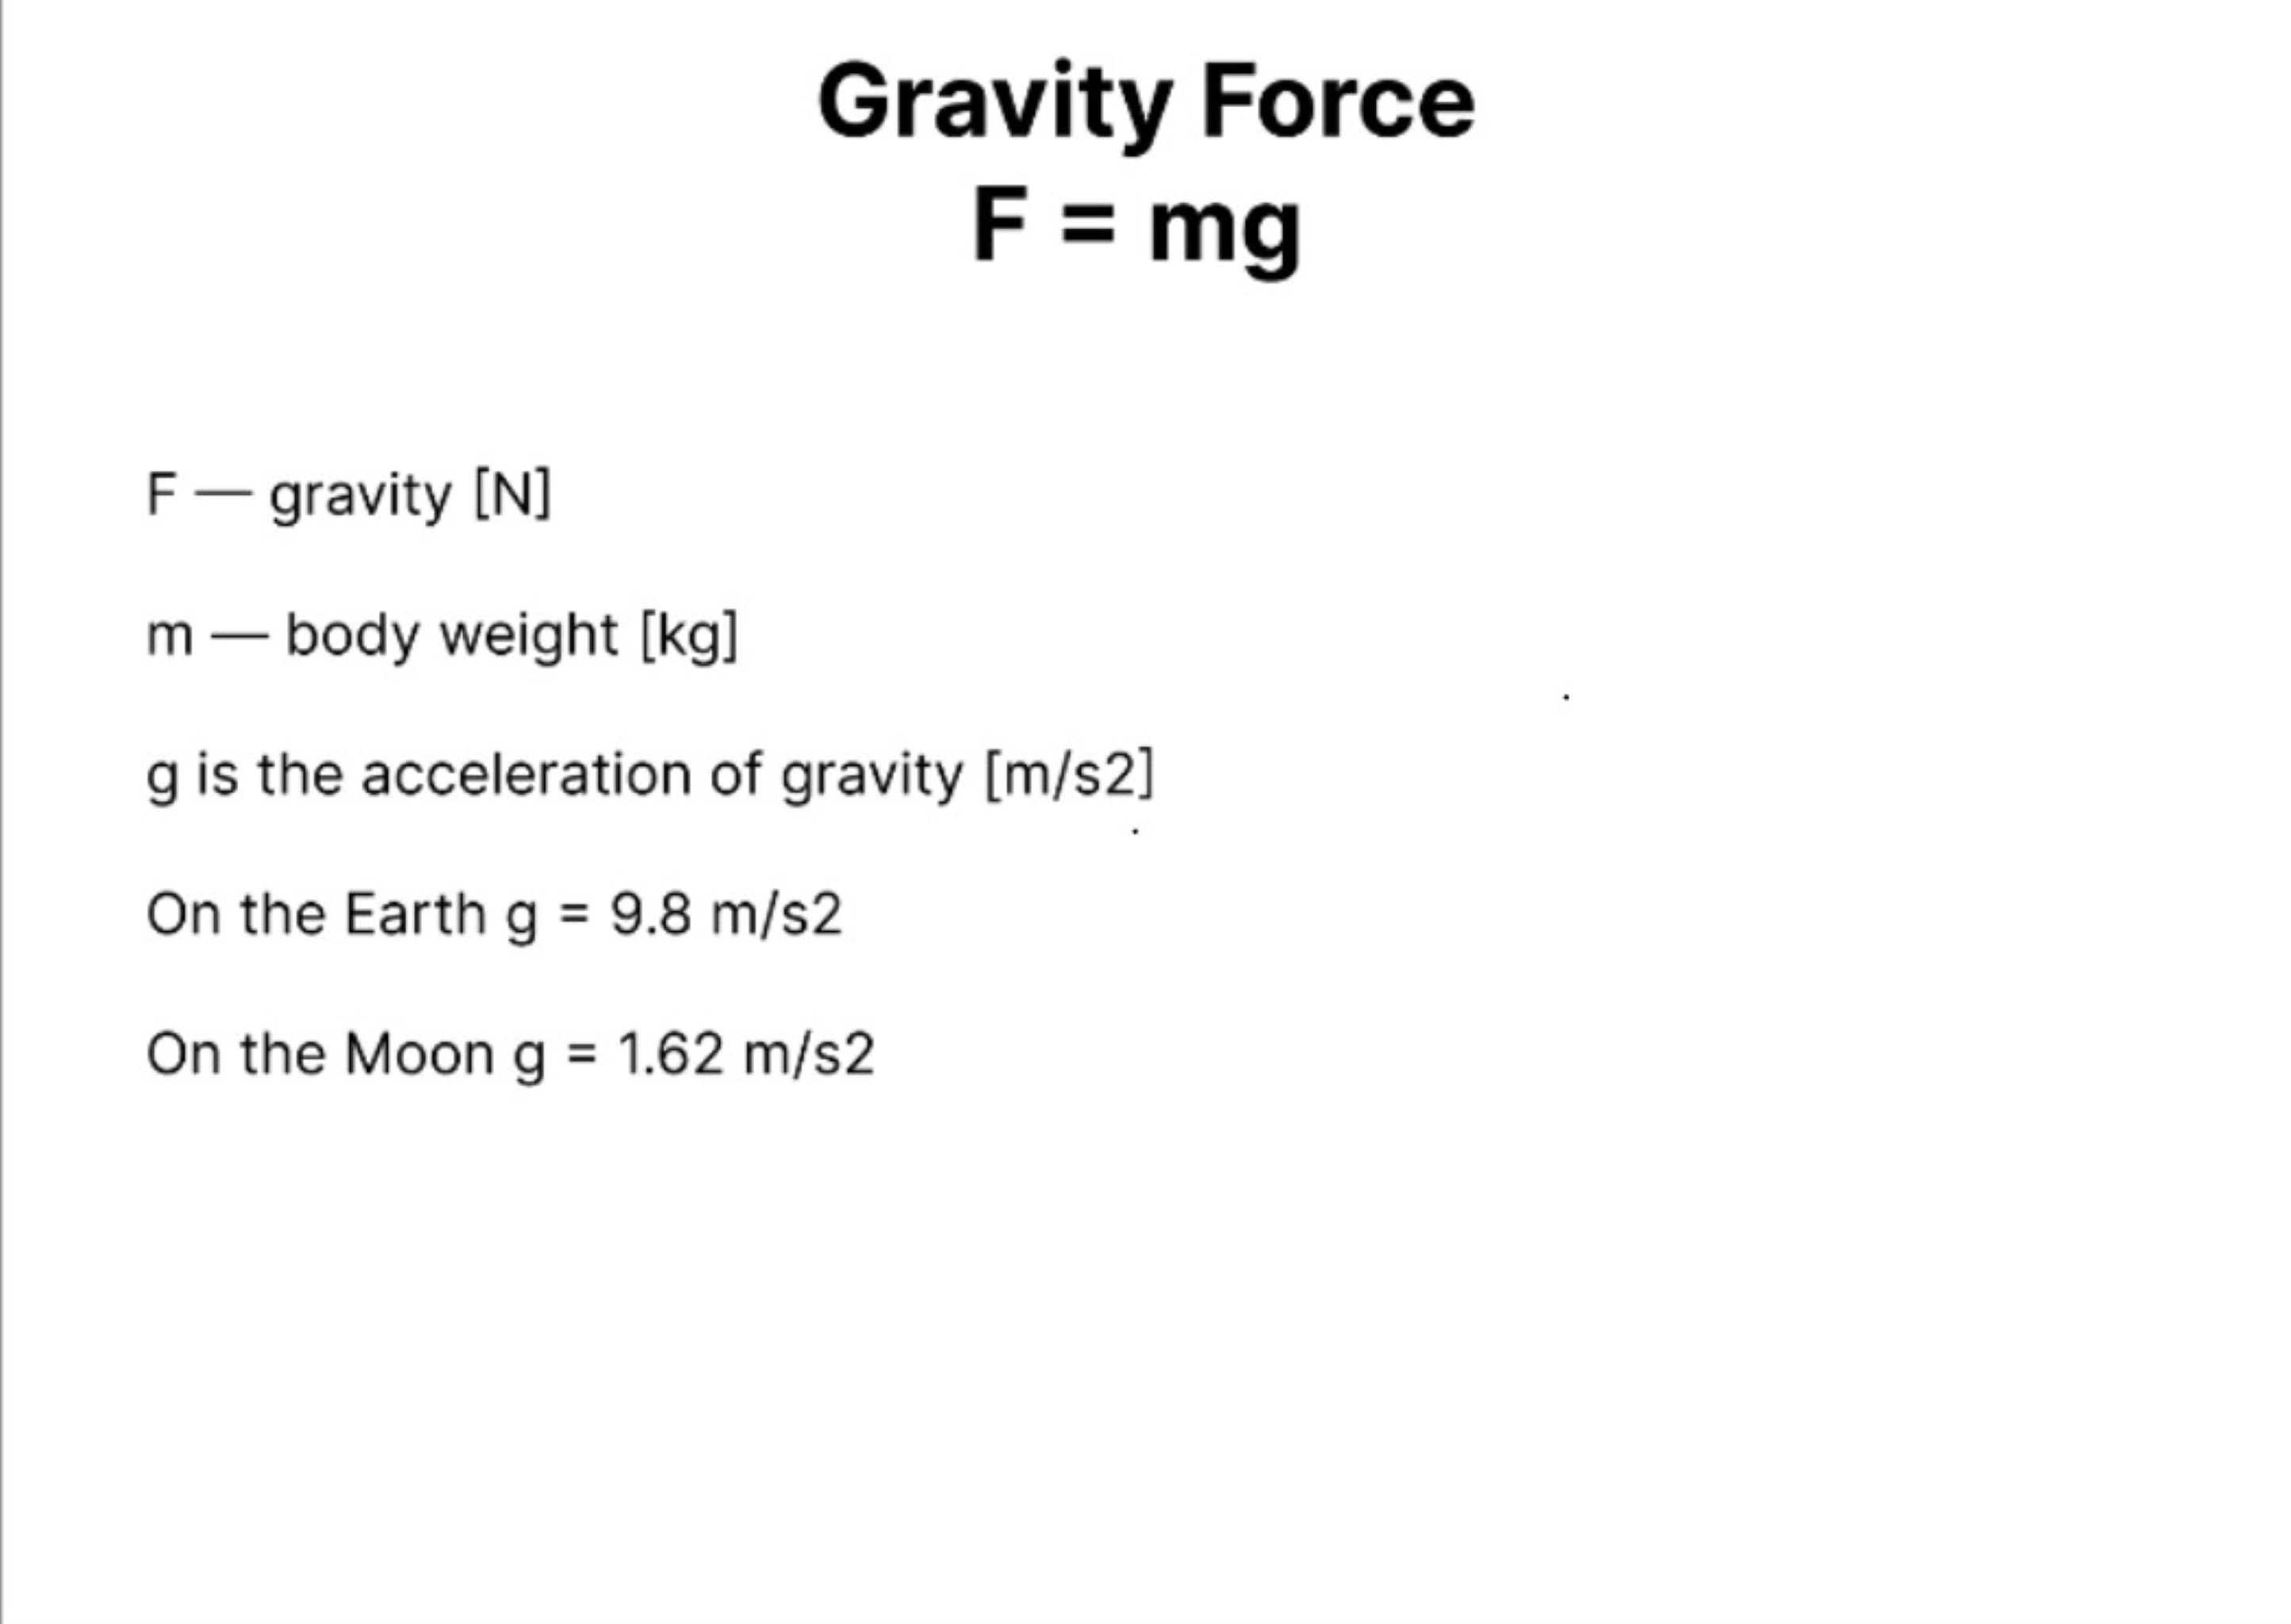 Gravity Force
F = mg
F — gravity [N]
m — body weight [kg]
g is the acceleration of gravity [m/s2]
On the Earth g = 9.8 m/s2
On the Moon g = 1.62 m/s2